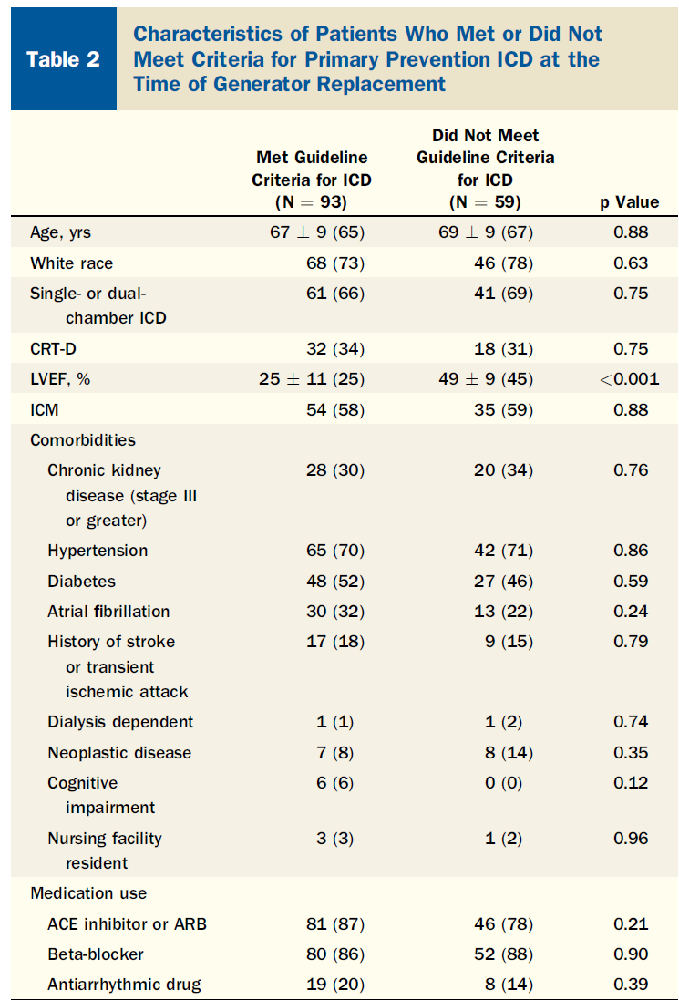 Table 2
Characteristics of Patients Who Met or Did Not
Meet Criteria for Primary Prevention ICD at the
Time of Generator Replacement
Met Guideline
Criteria for ICD
(N = 93)
Did Not Meet
Guideline Criteria
for ICD
(N = 59)
p Value
Age, yrs 67 ± 9 (65) 69 ± 9 (67) 0.88
White race 68 (73) 46 (78) 0.63
Single- or dual- 61 (66) 41 (69) 0.75
chamber ICD
CRT-D 32 (34) 18 (31) 0.75
LVEF, % 25 ± 11 (25) 49 ± 9 (45) <0.001
ICM 54 (58) 35 (59) 0.88
Comorbidities
Chronic kidney 28 (30) 20 (34) 0.76
disease (stage III
or greater)
Hypertension 65 (70) 42 (71) 0.86
Diabetes 48 (52) 27 (46) 0.59
Atrial fibrillation 30 (32) 13 (22) 0.24
History of stroke 17 (18) 9 (15) 0.79
or transient
ischemic attack
Dialysis dependent 1 (1) 1 (2) 0.74
Neoplastic disease 7 (8) 8 (14) 0.35
Cognitive 6 (6) 0 (0) 0.12
impairment
Nursing facility 3 (3) 1 (2) 0.96
resident
Medication use
ACE inhibitor or ARB 81 (87) 46 (78) 0.21
Beta-blocker 80 (86) 52 (88) 0.90
Antiarrhythmic drug 19 (20) 8 (14) 0.39